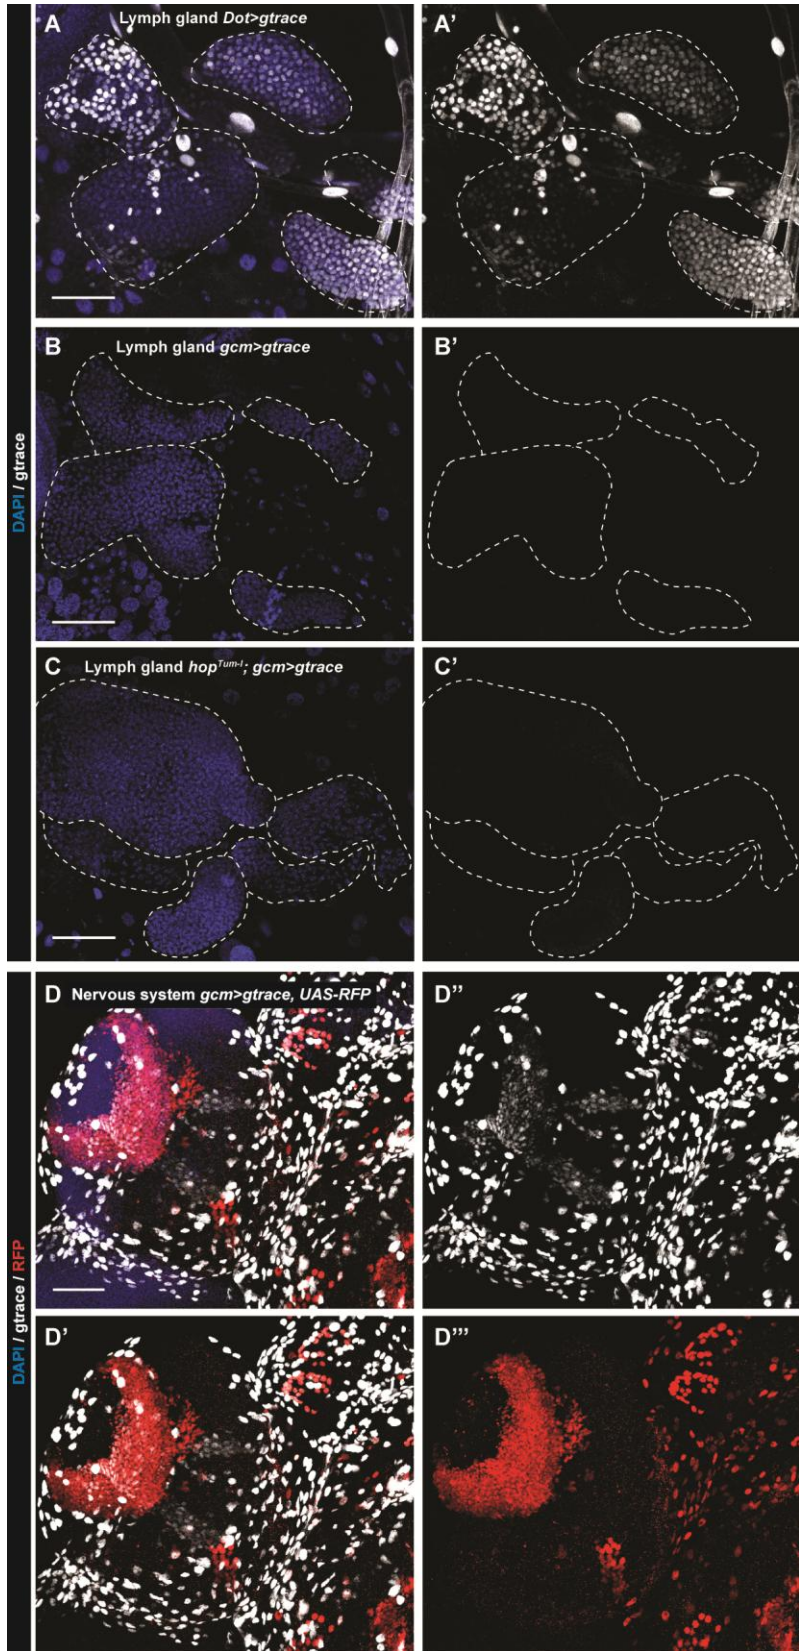 A
Lymph gland Dot>gtrace
A'
B
Lymph gland gcm>gtrace
B'
DAPI / gtrace
C
Lymph gland hopTum-l; gcm>gtrace
C'
D
Nervous system gcm>gtrace, UAS-RFP
D''
DAPI / gtrace / RFP
D'
D'''